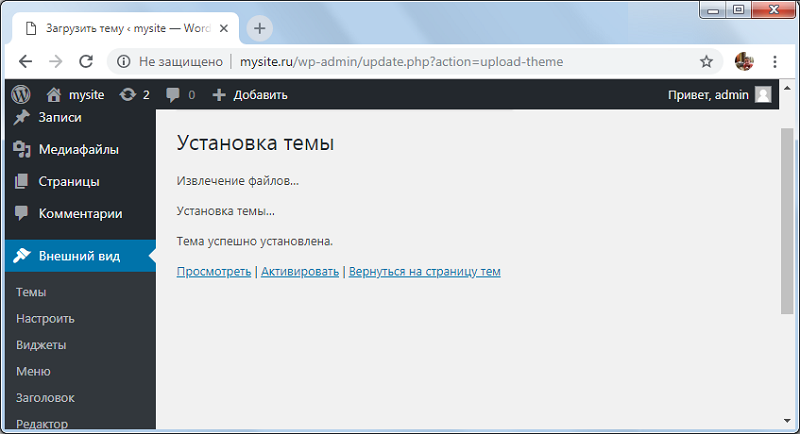 Загрузить тему ‹ mysite — Word
Не защищено | mysite.ru/wp-admin/update.php?action=upload-theme
mysite 2 0 Добавить Привет, admin
Записи
Медиафайлы
Страницы
Комментарии
Внешний вид
Темы
Настроить
Виджеты
Меню
Заголовок
Редактор
Установка темы
Извлечение файлов…
Установка темы…
Тема успешно установлена.
Просмотреть | Активировать | Вернуться на страницу тем